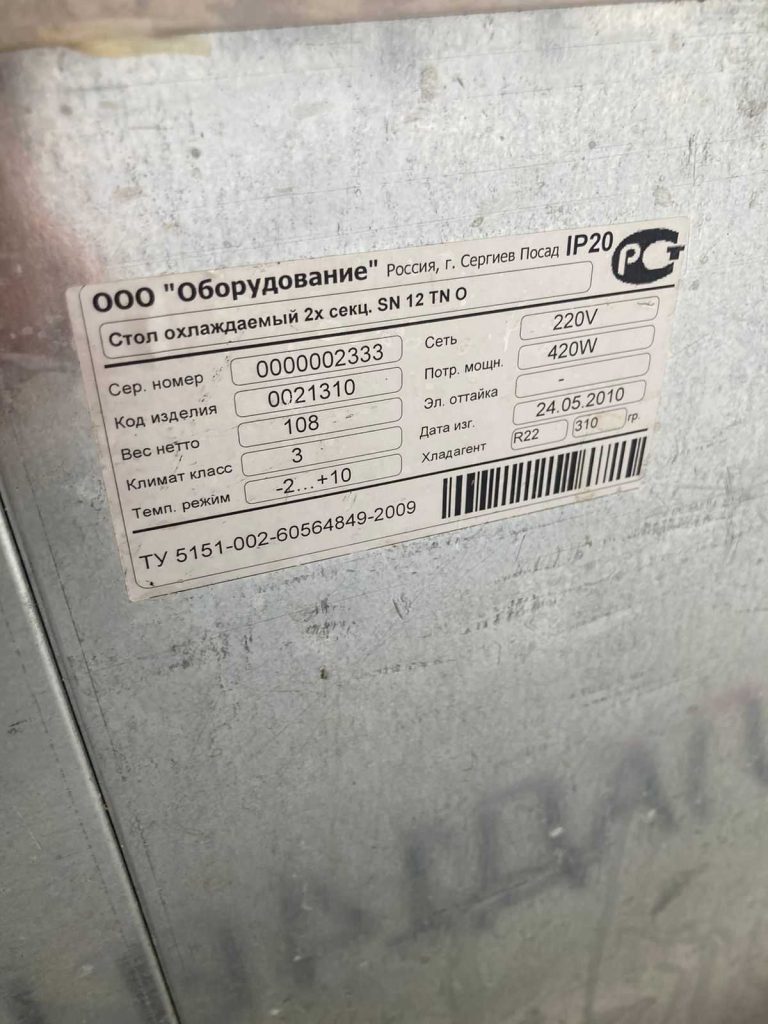 ООО "Оборудование" Россия, г. Сергиев Посад IP20 РСТ
Стол охлаждаемый 2х секц. SN 12 TN O
Сер. номер 0000002333 Сеть 220V
Код изделия 0021310 Потр. мощн. 420W
Вес нетто 108 Эл. оттайка -
Климат класс 3 Дата изг. 24.05.2010
Темп. режим -2...+10 Хладагент R22 310 гр.
ТУ 5151-002-60564849-2009